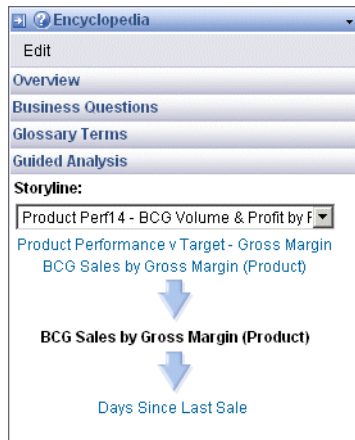 Encyclopedia
Edit
Overview
Business Questions
Glossary Terms
Guided Analysis
Storyline:
Product Perf14 - BCG Volume & Profit by F
Product Performance v Target - Gross Margin
BCG Sales by Gross Margin (Product)
BCG Sales by Gross Margin (Product)
Days Since Last Sale